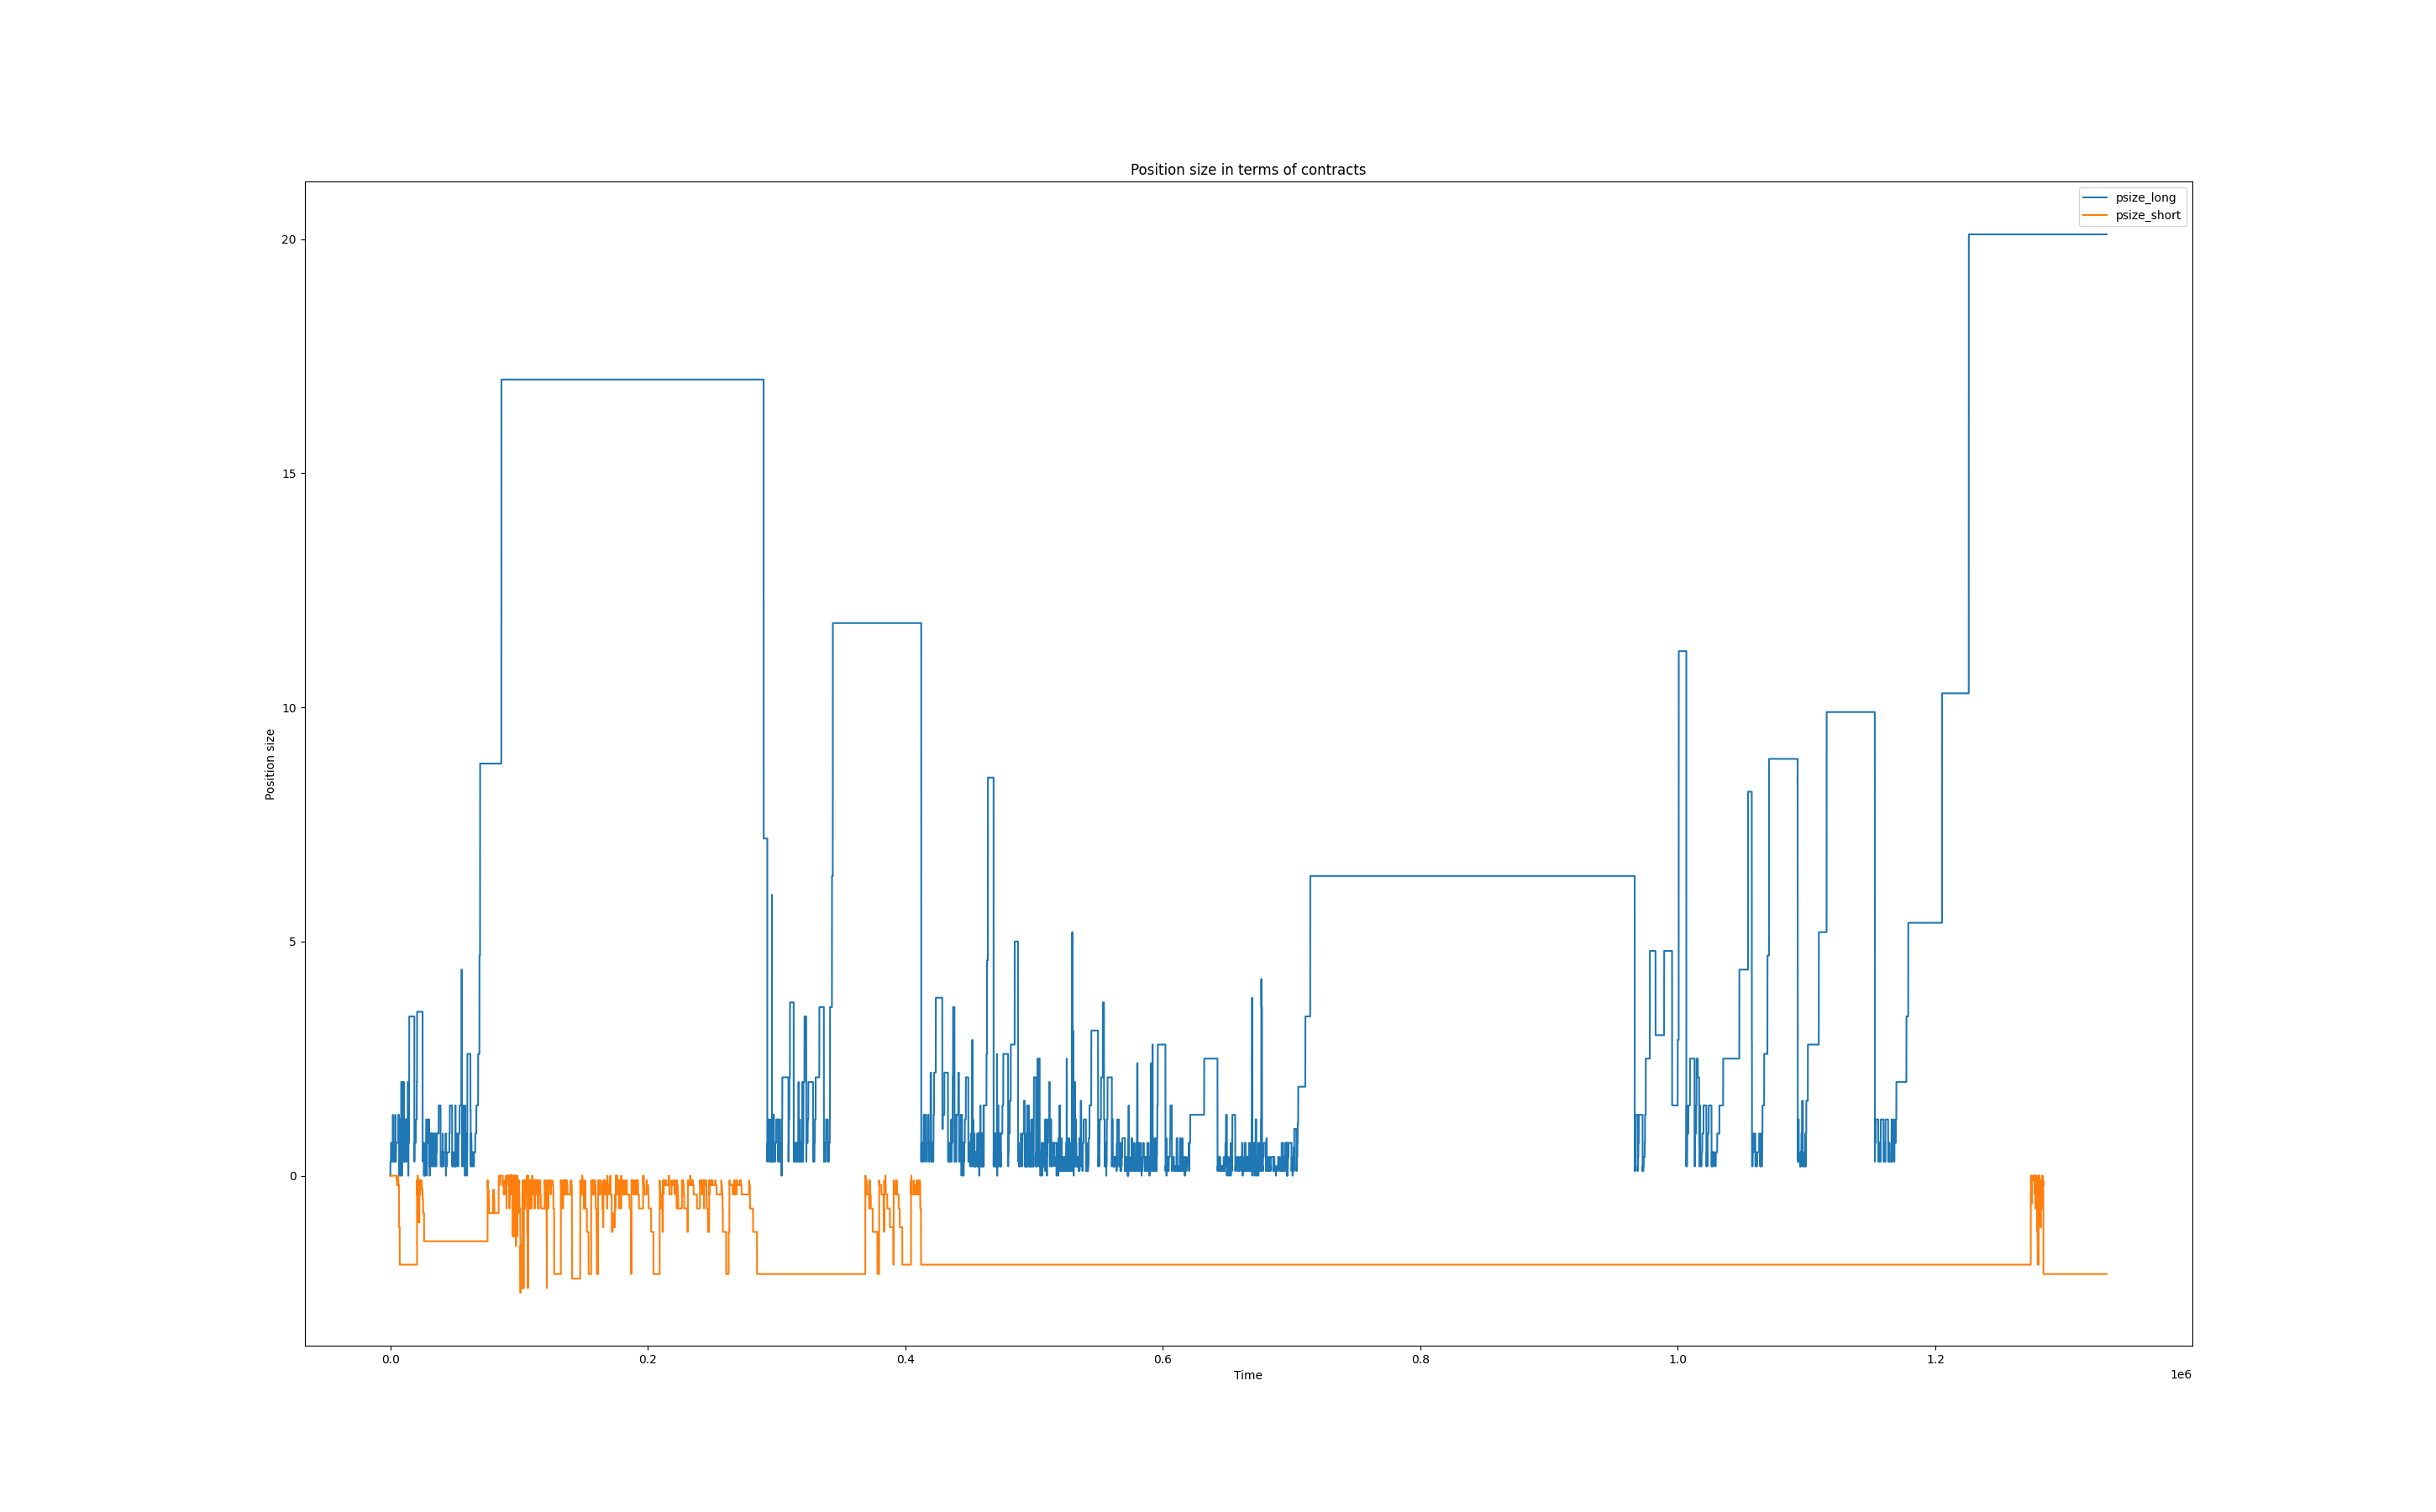 Position size in terms of contracts
psize_long
psize_short
Position size
20
15
10
5
0
0.0 0.2 0.4 0.6 0.8 1.0 1.2
Time
1e6